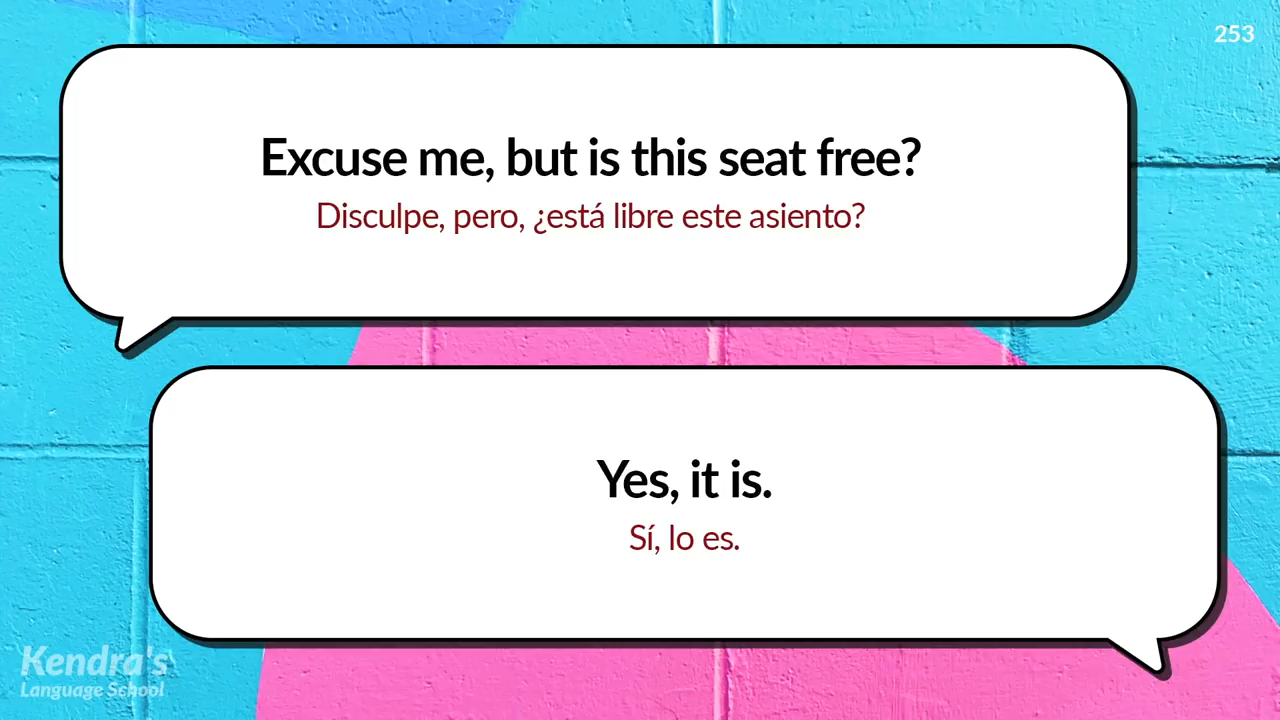 253
Excuse me, but is this seat free?
Disculpe, pero, ¿está libre este asiento?
Yes, it is.
Sí, lo es.
Kendra's
Language School